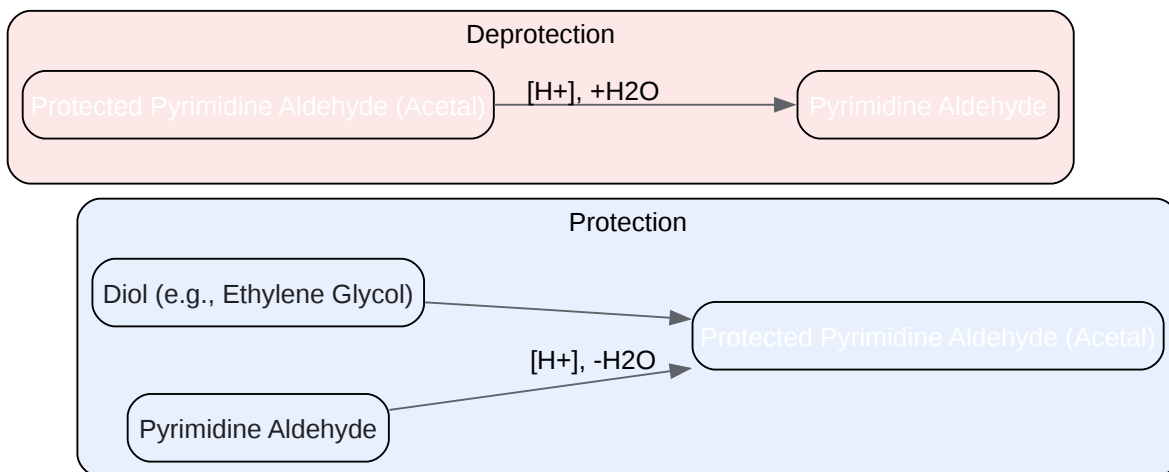 Deprotection
Protected Pyrimidine Aldehyde (Acetal)
[H+], +H2O
Pyrimidine Aldehyde
Protection
Diol (e.g., Ethylene Glycol)
Protected Pyrimidine Aldehyde (Acetal)
[H+], -H2O
Pyrimidine Aldehyde